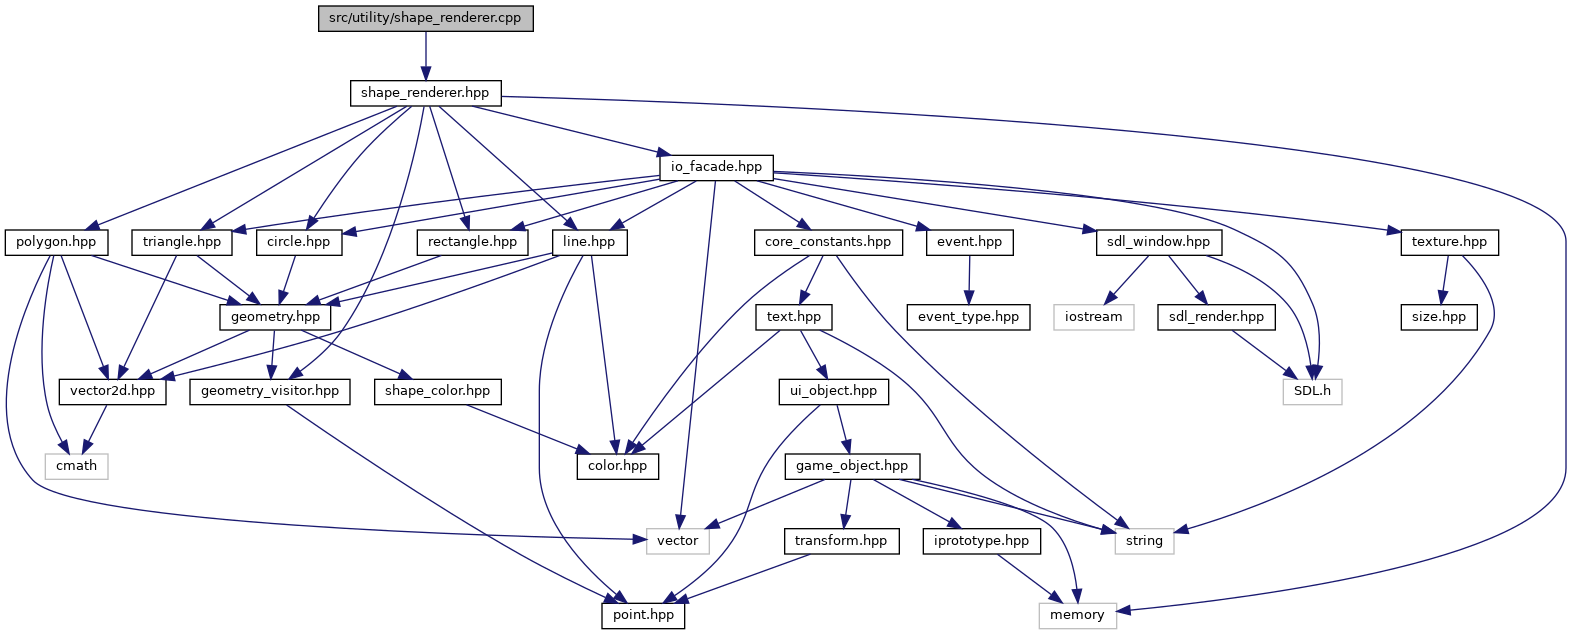 src/utility/shape_renderer.cpp
shape_renderer.hpp
io_facade.hpp
polygon.hpp
triangle.hpp
circle.hpp
rectangle.hpp
line.hpp
core_constants.hpp
event.hpp
sdl_window.hpp
texture.hpp
geometry.hpp
text.hpp
event_type.hpp
iostream
sdl_render.hpp
size.hpp
vector2d.hpp
geometry_visitor.hpp
shape_color.hpp
ui_object.hpp
SDL.h
cmath
color.hpp
game_object.hpp
vector
transform.hpp
iprototype.hpp
string
point.hpp
memory